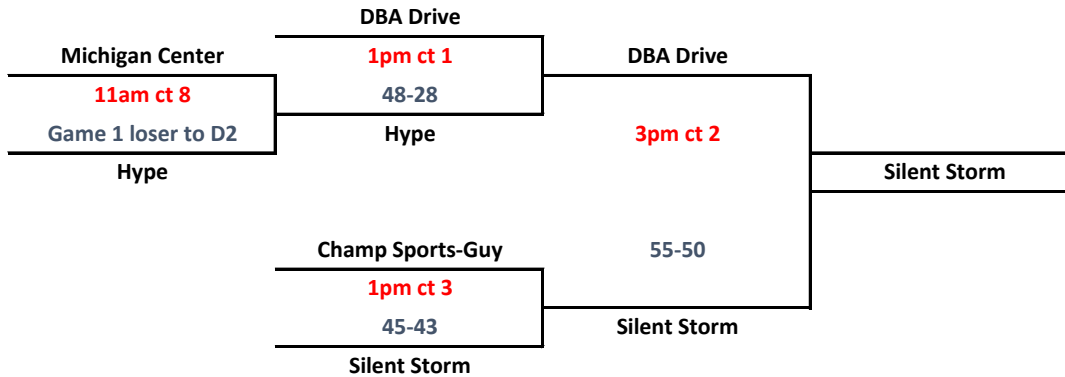 DBA Drive
Michigan Center
1pm ct 1
DBA Drive
11am ct 8
48-28
Game 1 loser to D2
Hype
3pm ct 2
Hype
Silent Storm
Champ Sports-Guy
55-50
1pm ct 3
45-43
Silent Storm
Silent Storm